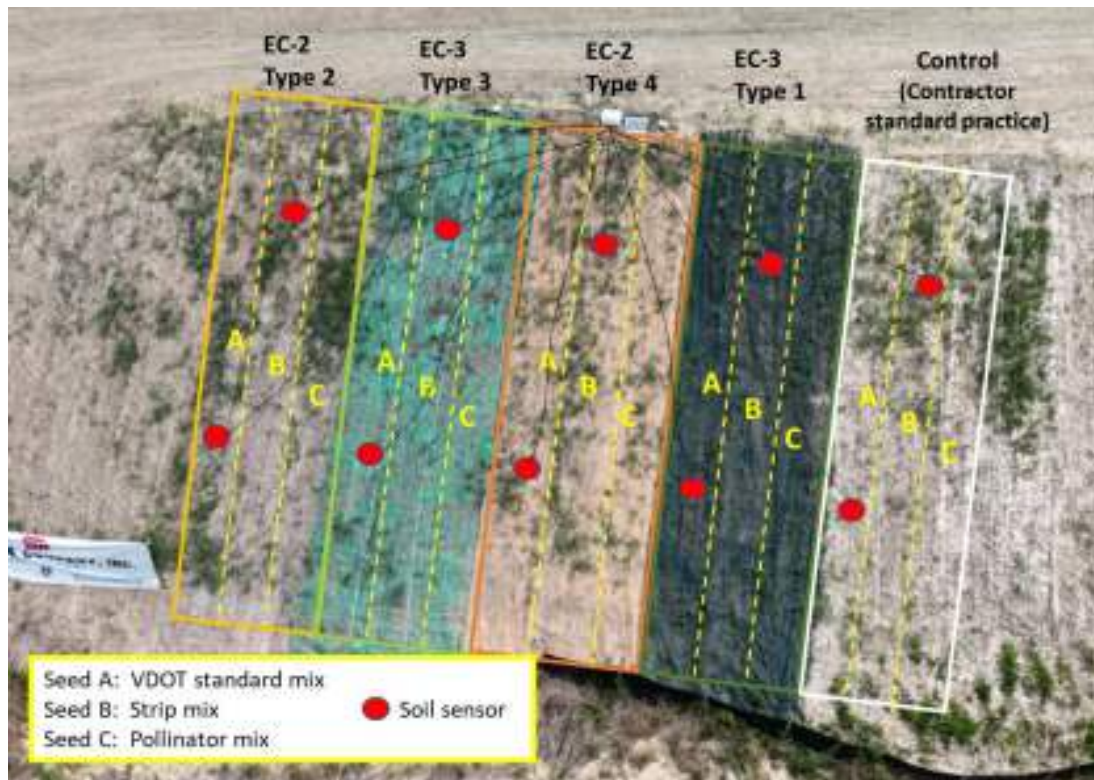 EC-2
Type 2
EC-3
Type 3
EC-2
Type 4
EC-3
Type 1
Control
(Contractor
standard practice)
A
B
C
A
B
C
A
B
C
A
B
C
A
B
C
INC.
Seed A: VDOT standard mix
Seed B: Strip mix
Soil sensor
Seed C: Pollinator mix